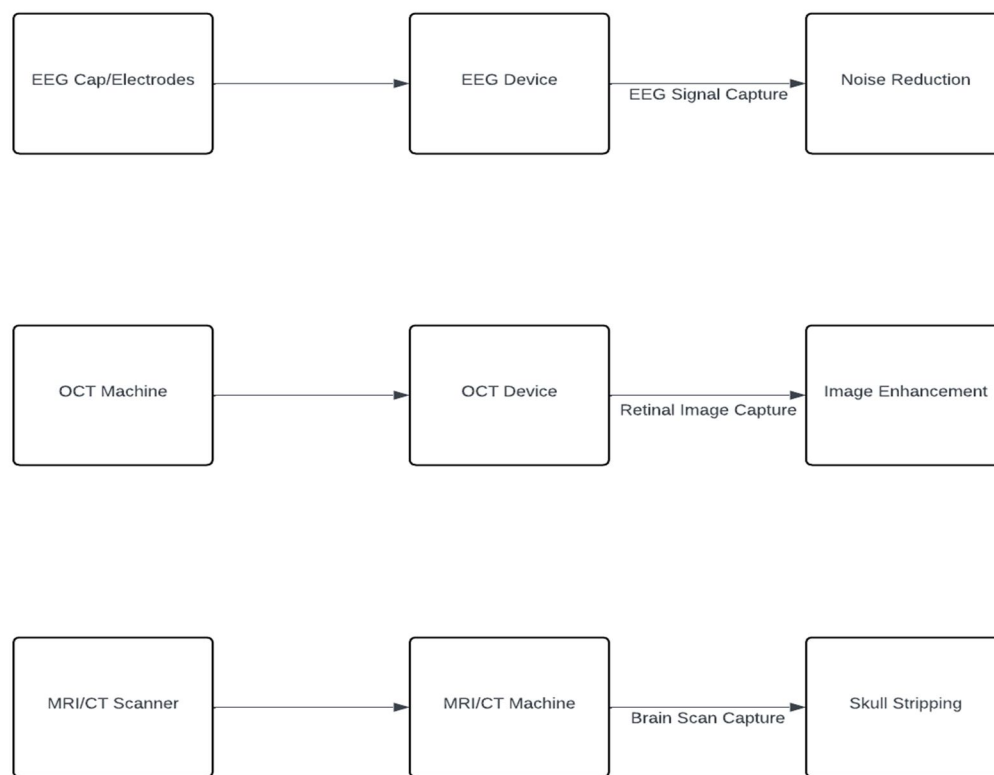 EEG Cap/Electrodes
EEG Device
EEG Signal Capture
Noise Reduction
OCT Machine
OCT Device
Retinal Image Capture
Image Enhancement
MRI/CT Scanner
MRI/CT Machine
Brain Scan Capture
Skull Stripping